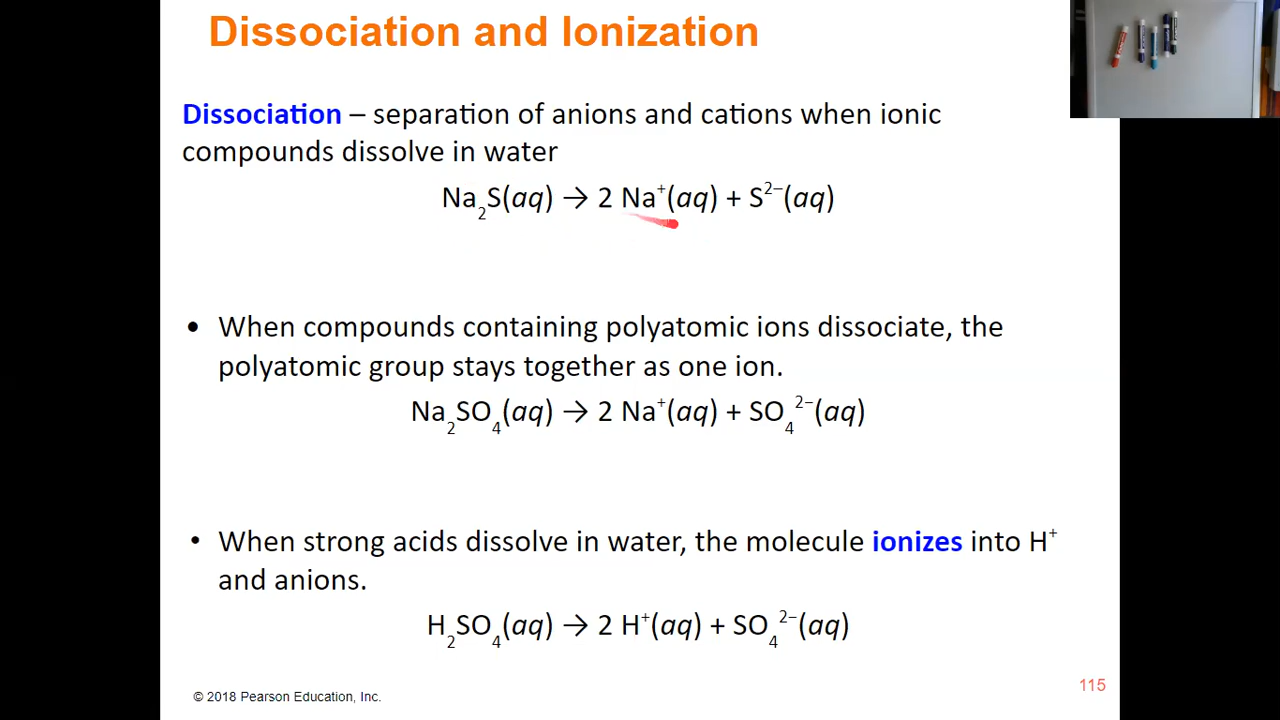 Dissociation and Ionization
Dissociation – separation of anions and cations when ionic
compounds dissolve in water
Na₂S(aq) → 2 Na⁺(aq) + S²⁻(aq)
• When compounds containing polyatomic ions dissociate, the
polyatomic group stays together as one ion.
Na₂SO₄(aq) → 2 Na⁺(aq) + SO₄²⁻(aq)
• When strong acids dissolve in water, the molecule ionizes into H⁺
and anions.
H₂SO₄(aq) → 2 H⁺(aq) + SO₄²⁻(aq)
© 2018 Pearson Education, Inc.
115